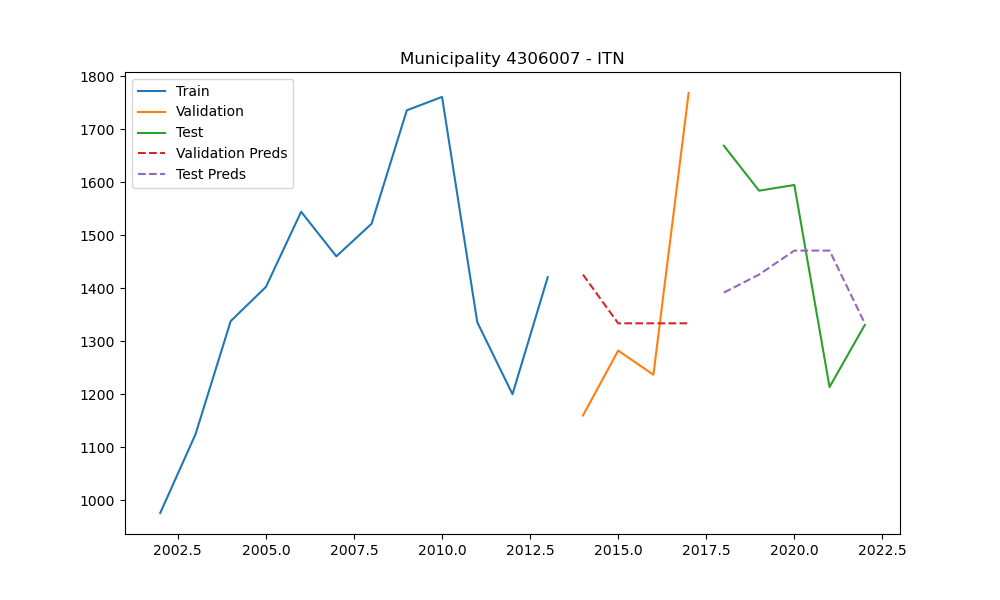 Municipality 4306007 - ITN
Train
Validation
Test
Validation Preds
Test Preds
1800
1700
1600
1500
1400
1300
1200
1100
1000
2002.5 2005.0 2007.5 2010.0 2012.5 2015.0 2017.5 2020.0 2022.5